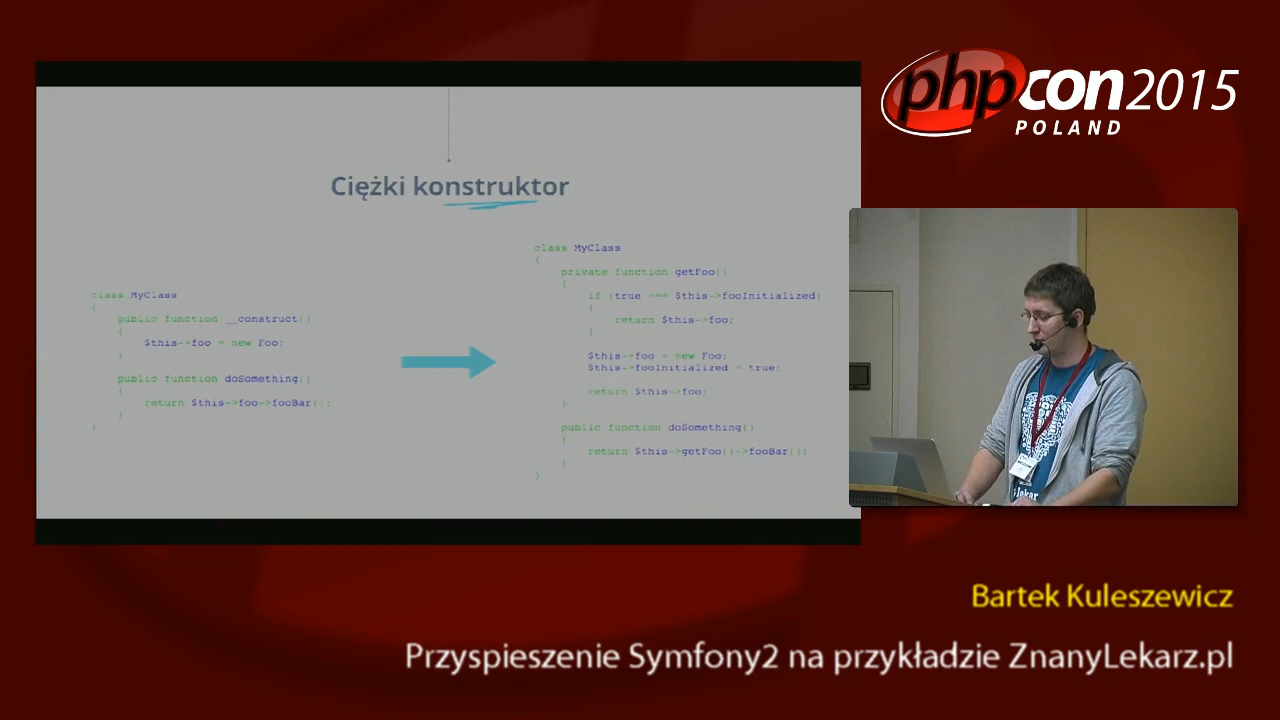 phpcon2015
POLAND
Ciężki konstruktor
class MyClass
{
public function __construct()
{
$this->foo = new Foo;
}
public function doSomething()
{
return $this->foo->fooBar();
}
}
class MyClass
{
private function getFoo()
{
if (true === $this->fooInitialized)
{
return $this->foo;
}
$this->foo = new Foo;
$this->fooInitialized = true;
return $this->foo;
}
public function doSomething()
{
return $this->getFoo()->fooBar();
}
}
lekar
Bartek Kuleszewicz
Przyspieszenie Symfony2 na przykładzie ZnanyLekarz.pl